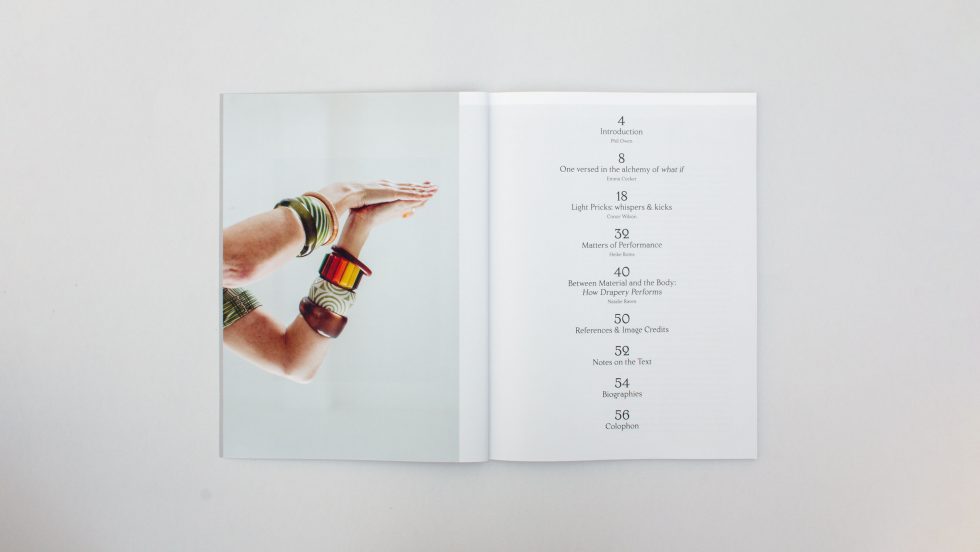 4
Introduction
Phil Owen
8
One versed in the alchemy of what if
Emma Cocker
18
Light Pricks: whispers & kicks
Conor Wilson
32
Matters of Performance
Heike Roms
40
Between Material and the Body:
How Drapery Performs
Natalie Raven
50
References & Image Credits
52
Notes on the Text
54
Biographies
56
Colophon